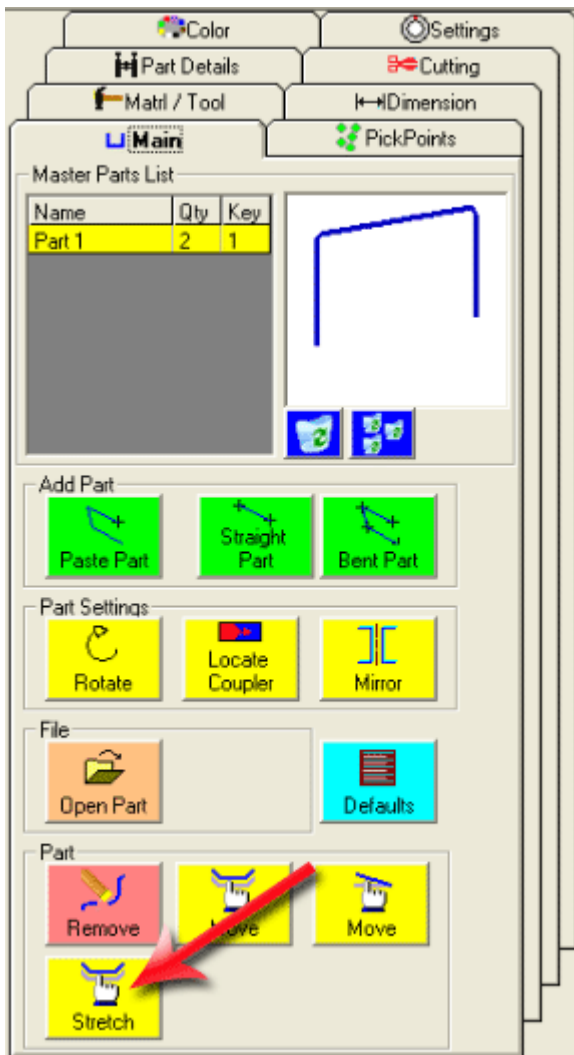 Color Settings
Part Details Cutting
Matrl / Tool Dimension
Main PickPoints
Master Parts List
Name Qty Key
Part 1 2 1
Add Part
Paste Part
Straight
Part
Bent Part
Part Settings
Rotate
Locate
Coupler
Mirror
File
Open Part
Defaults
Part
Remove Move Move
Stretch